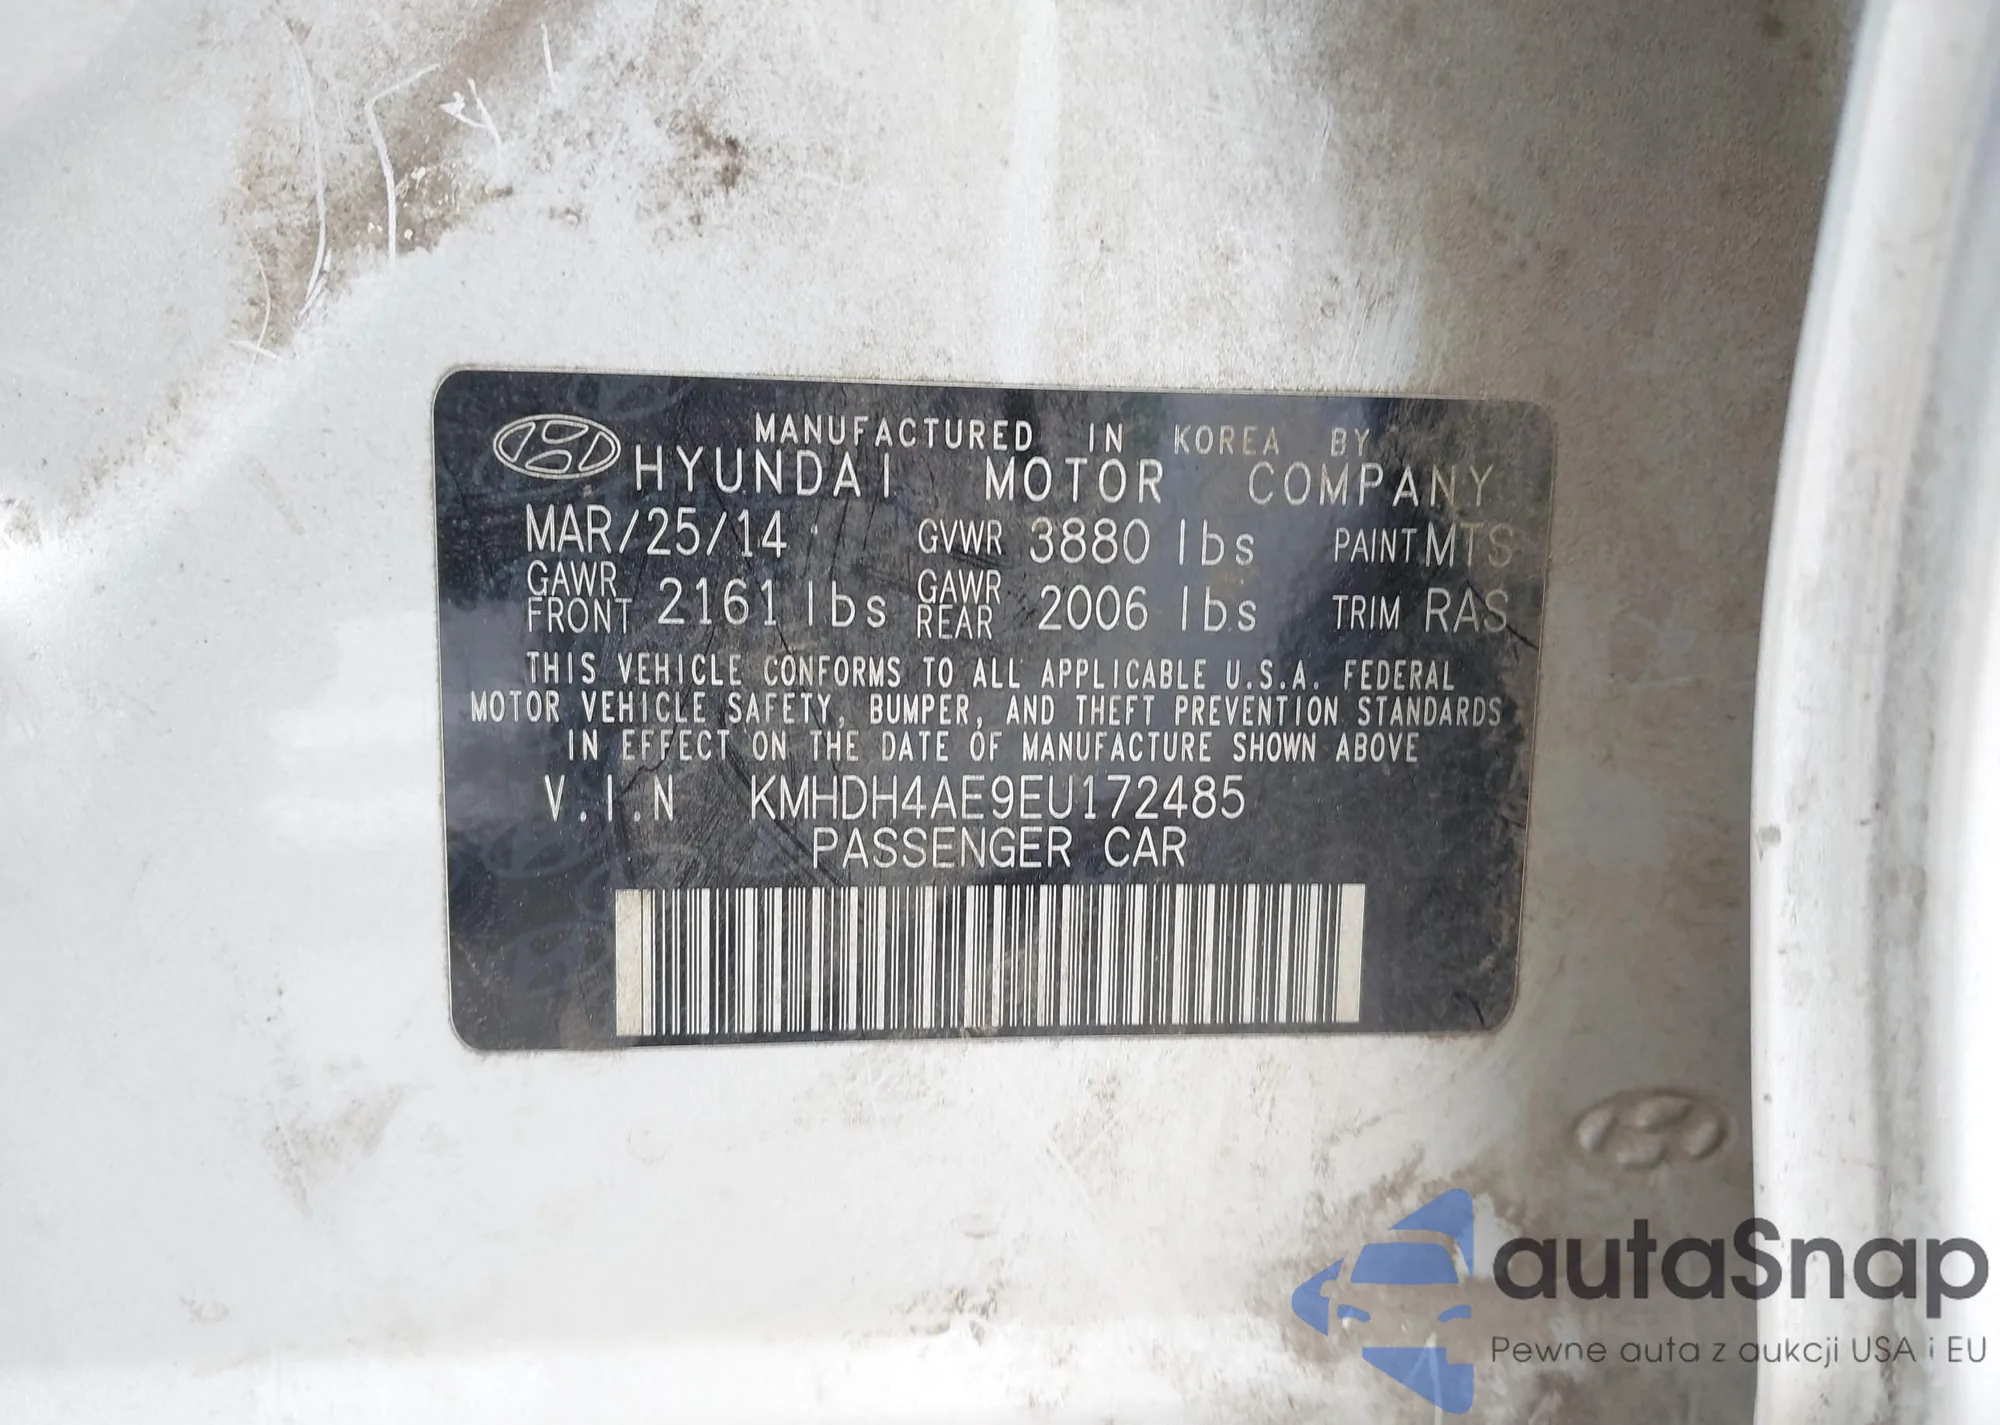 MANUFACTURED IN KOREA BY
HYUNDAI MOTOR COMPANY
MAR/25/14 GVWR 3880 lbs PAINT MTS
GAWR FRONT 2161 lbs GAWR REAR 2006 lbs TRIM RAS
THIS VEHICLE CONFORMS TO ALL APPLICABLE U.S.A. FEDERAL
MOTOR VEHICLE SAFETY, BUMPER, AND THEFT PREVENTION STANDARDS
IN EFFECT ON THE DATE OF MANUFACTURE SHOWN ABOVE
V.I.N KMHDH4AE9EU172485
PASSENGER CAR
autaSnap
Pewne auta z aukcji USA i EU